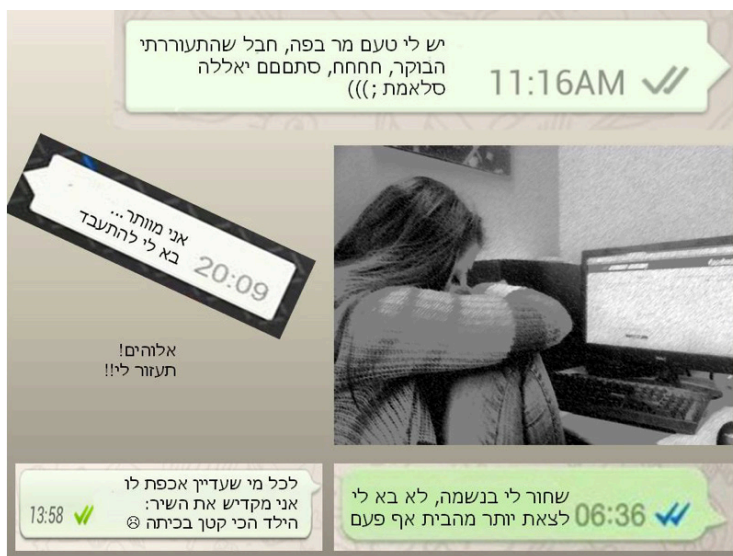 יש לי טעם מר בפה, חבל שהתעוררתי
הבוקר, חחחח, סתםםם יאללה
סלאמת ;)))
11:16AM
אני מוותר...
בא לי להתעבד
20:09
אלוהים!
תעזור לי!!
לכל מי שעדיין אכפת לו
אני מקדיש את השיר:
הילד הכי קטן בכיתה ☹
13:58
שחור לי בנשמה, לא בא לי
לצאת יותר מהבית אף פעם
06:36